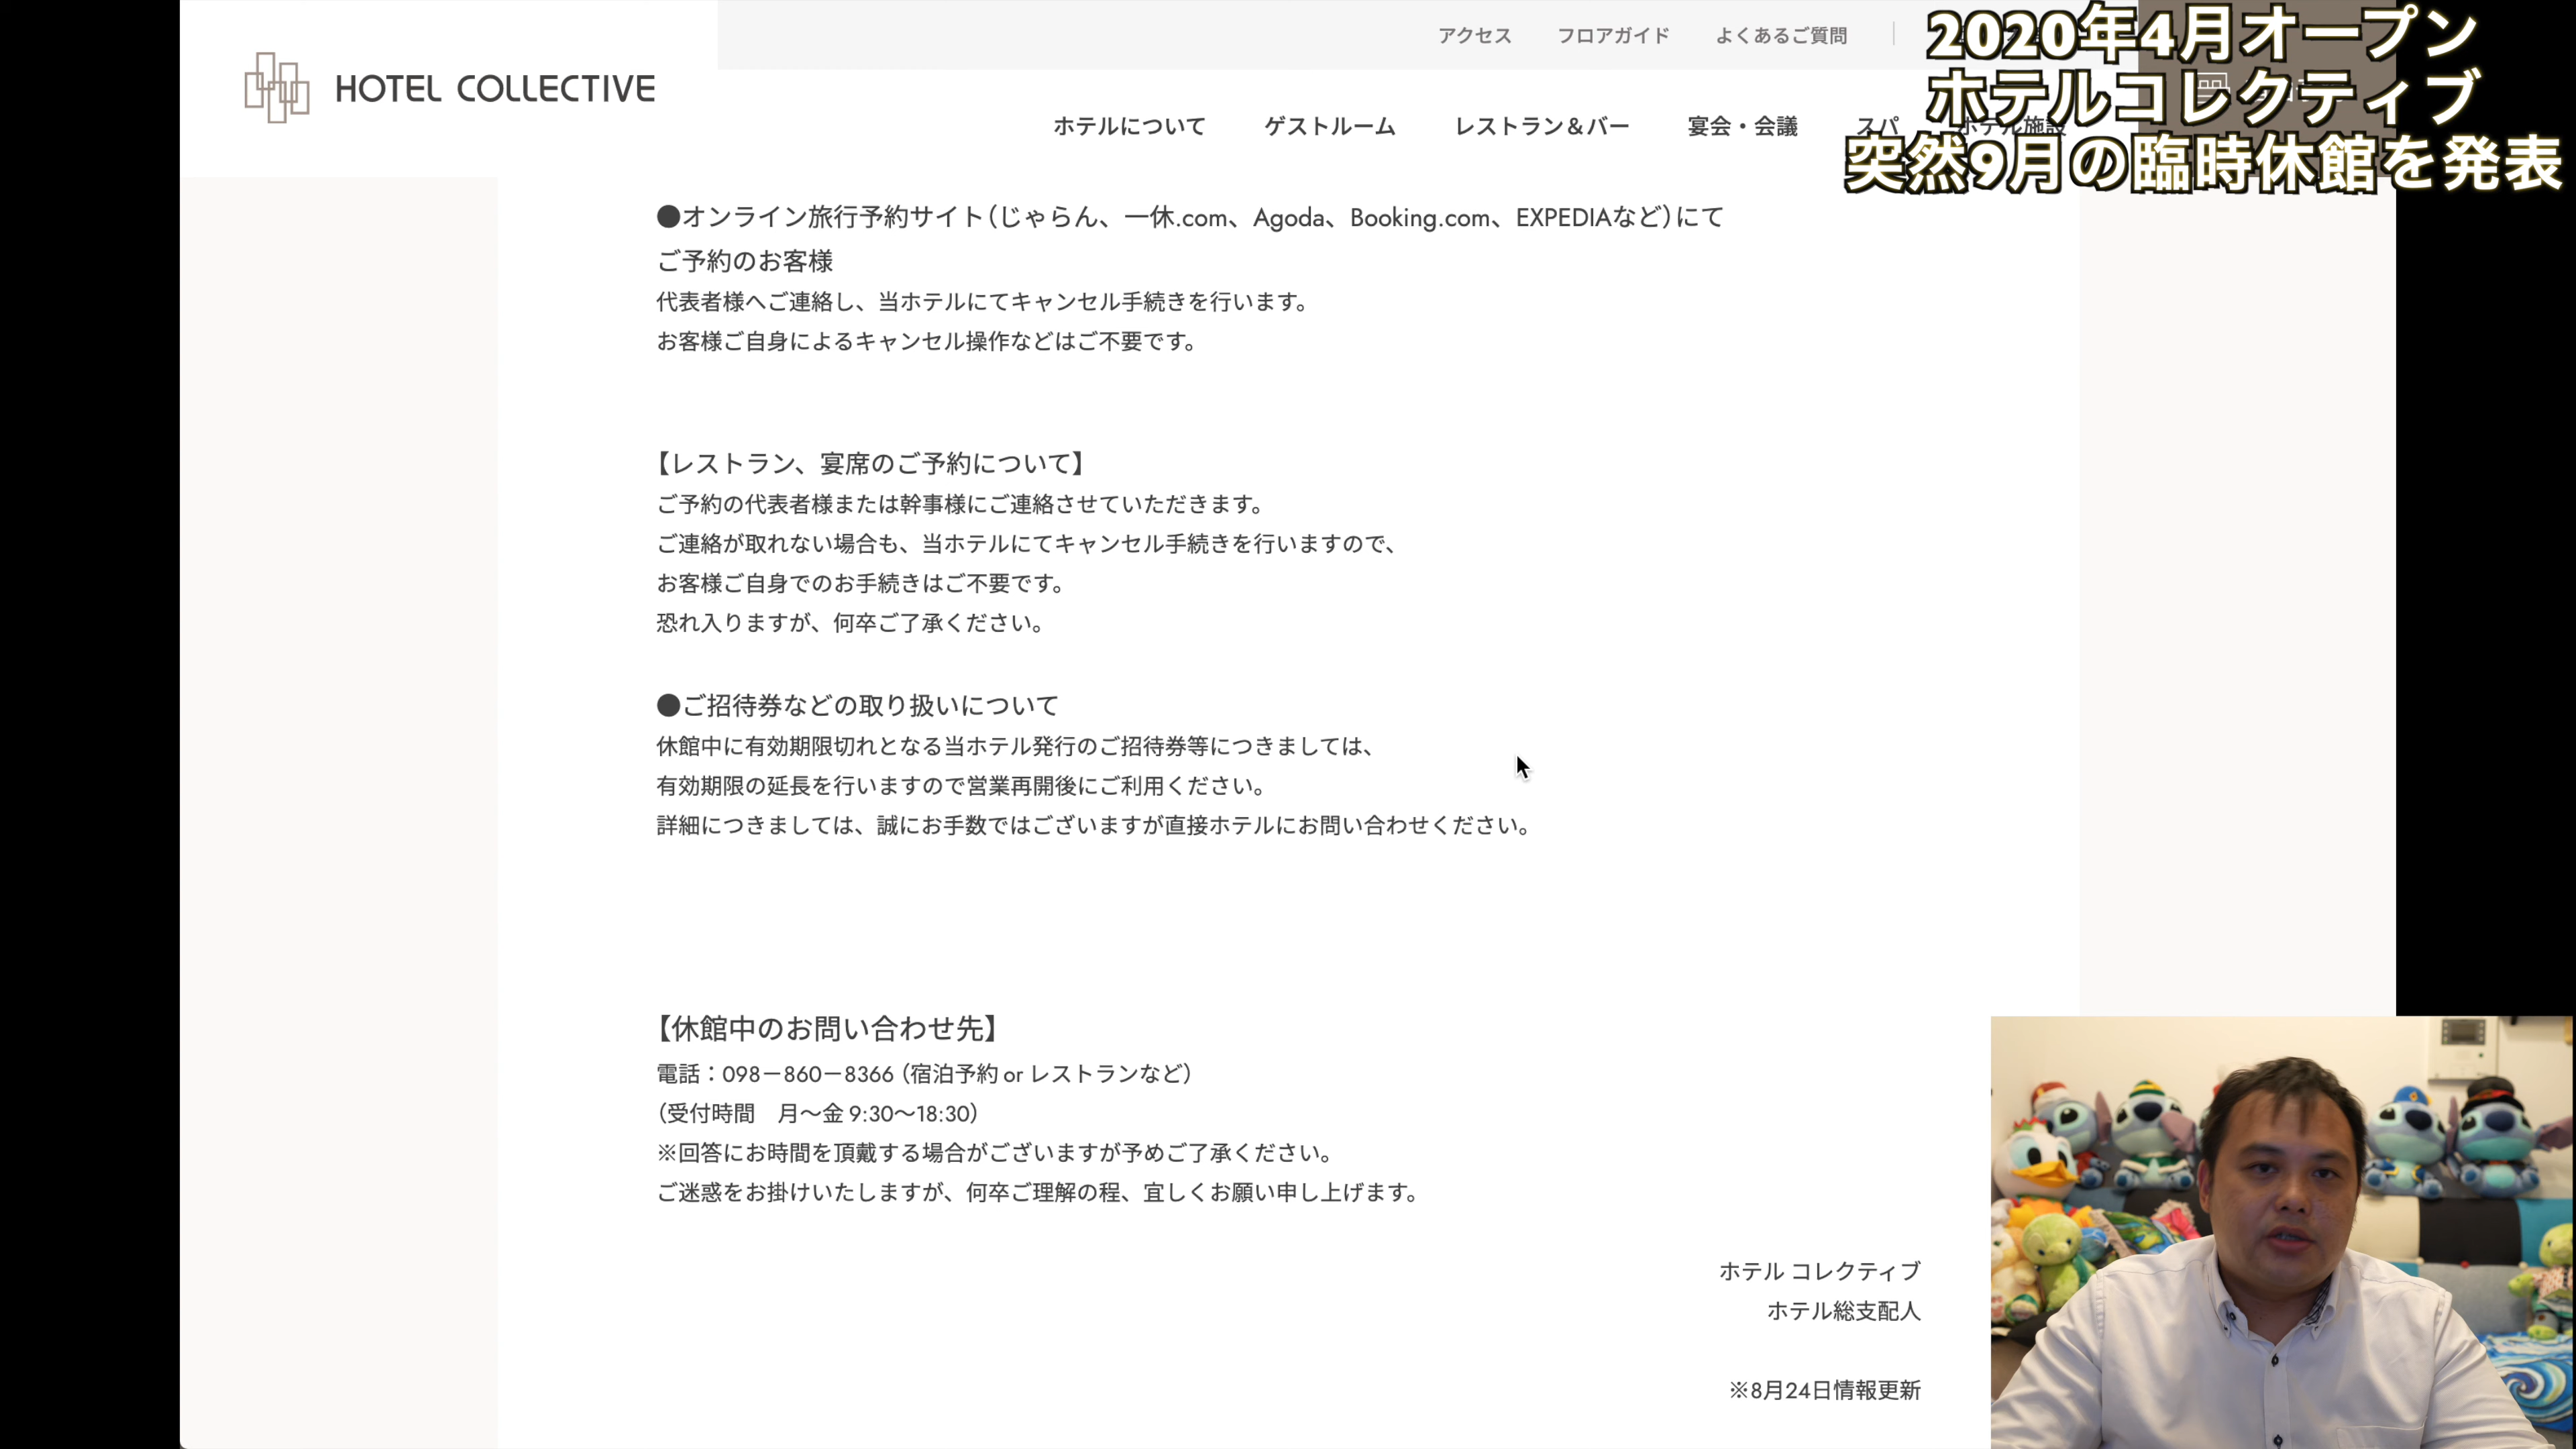 アクセス フロアガイド よくあるご質問
2020年4月オープン
ホテルコレクティブ
突然9月の臨時休館を発表
HOTEL COLLECTIVE
ホテルについて ゲストルーム レストラン＆バー 宴会・会議 スパ ホテル施設
●オンライン旅行予約サイト（じゃらん、一休.com、Agoda、Booking.com、EXPEDIAなど）にて
ご予約のお客様
代表者様へご連絡し、当ホテルにてキャンセル手続きを行います。
お客様ご自身によるキャンセル操作などはご不要です。
【レストラン、宴席のご予約について】
ご予約の代表者様または幹事様にご連絡させていただきます。
ご連絡が取れない場合も、当ホテルにてキャンセル手続きを行いますので、
お客様ご自身でのお手続きはご不要です。
恐れ入りますが、何卒ご了承ください。
●ご招待券などの取り扱いについて
休館中に有効期限切れとなる当ホテル発行のご招待券等につきましては、
有効期限の延長を行いますので営業再開後にご利用ください。
詳細につきましては、誠にお手数ではございますが直接ホテルにお問い合わせください。
【休館中のお問い合わせ先】
電話：098－860－8366（宿泊予約 or レストランなど）
（受付時間　月～金 9:30～18:30）
※回答にお時間を頂戴する場合がございますが予めご了承ください。
ご迷惑をお掛けいたしますが、何卒ご理解の程、宜しくお願い申し上げます。
ホテル コレクティブ
ホテル総支配人
※8月24日情報更新